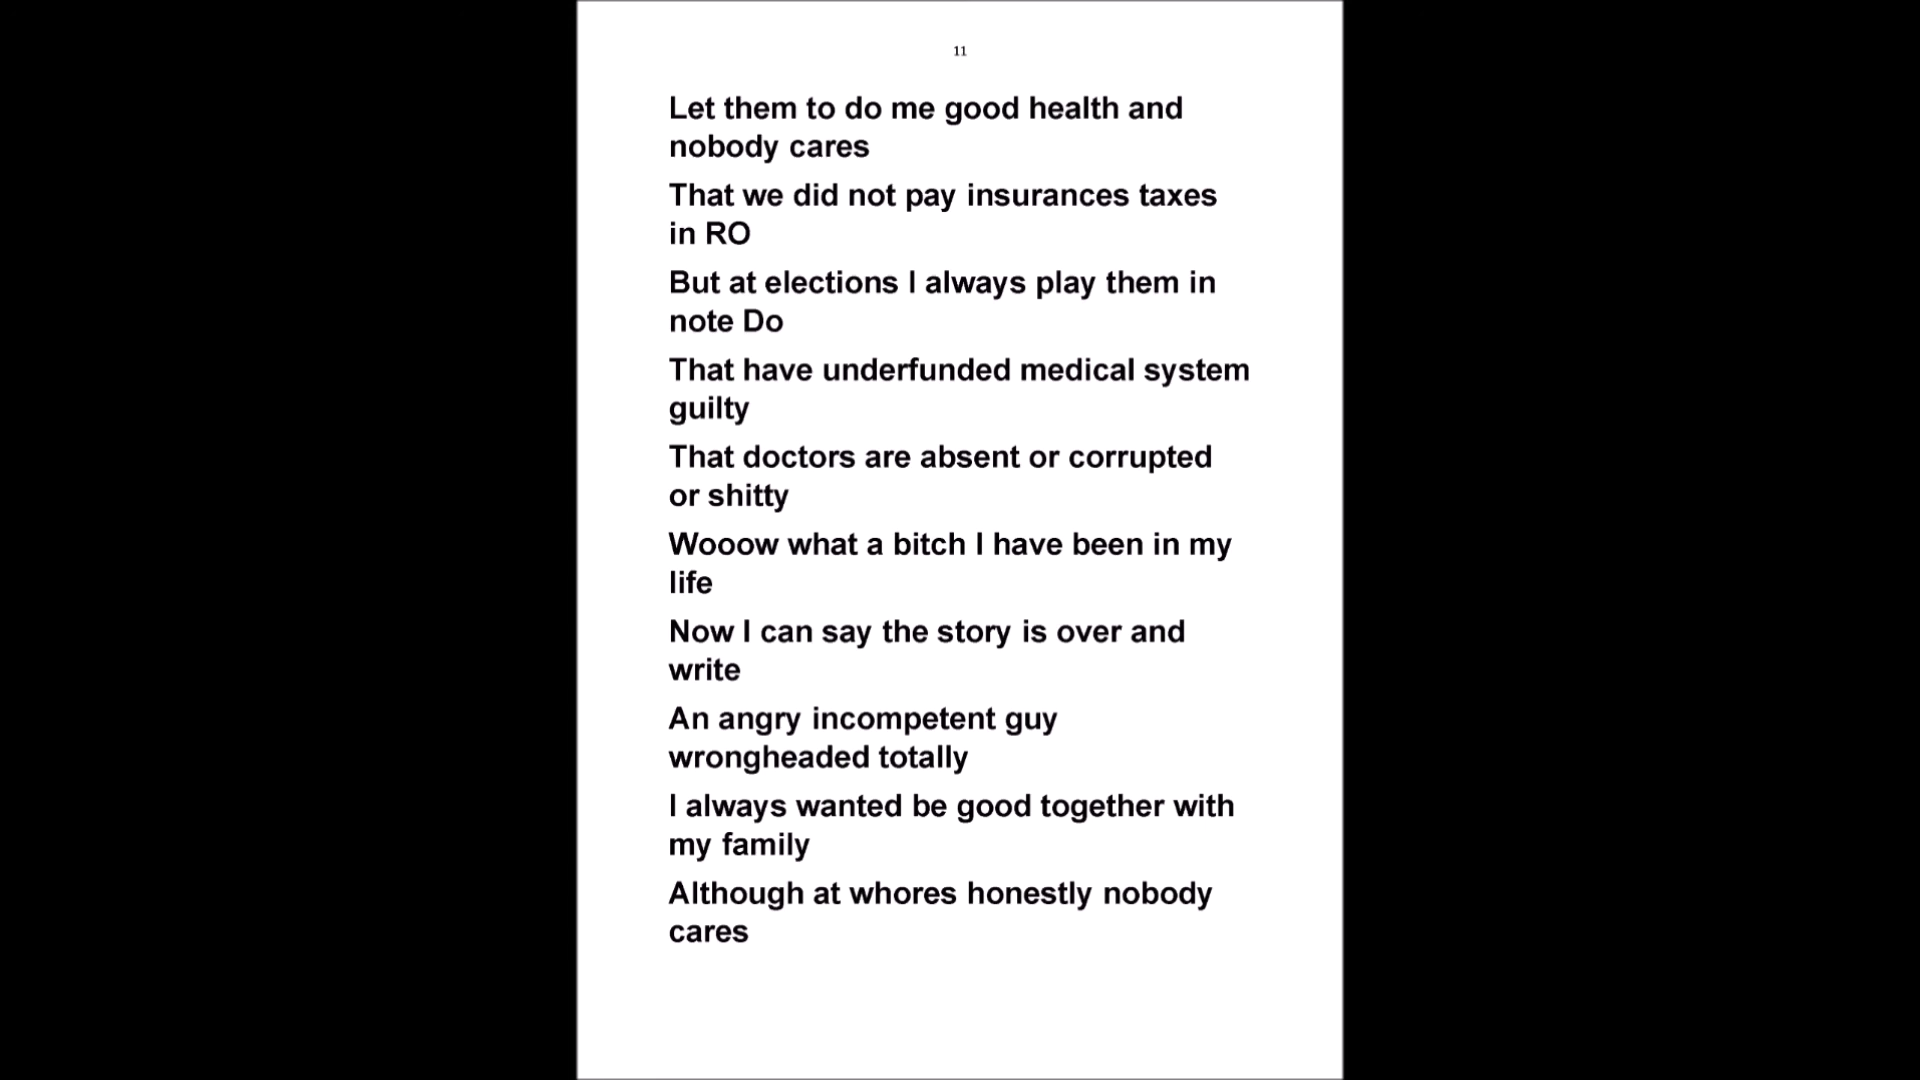 11
Let them to do me good health and
nobody cares
That we did not pay insurances taxes
in RO
But at elections I always play them in
note Do
That have underfunded medical system
guilty
That doctors are absent or corrupted
or shitty
Wooow what a bitch I have been in my
life
Now I can say the story is over and
write
An angry incompetent guy
wrongheaded totally
I always wanted be good together with
my family
Although at whores honestly nobody
cares